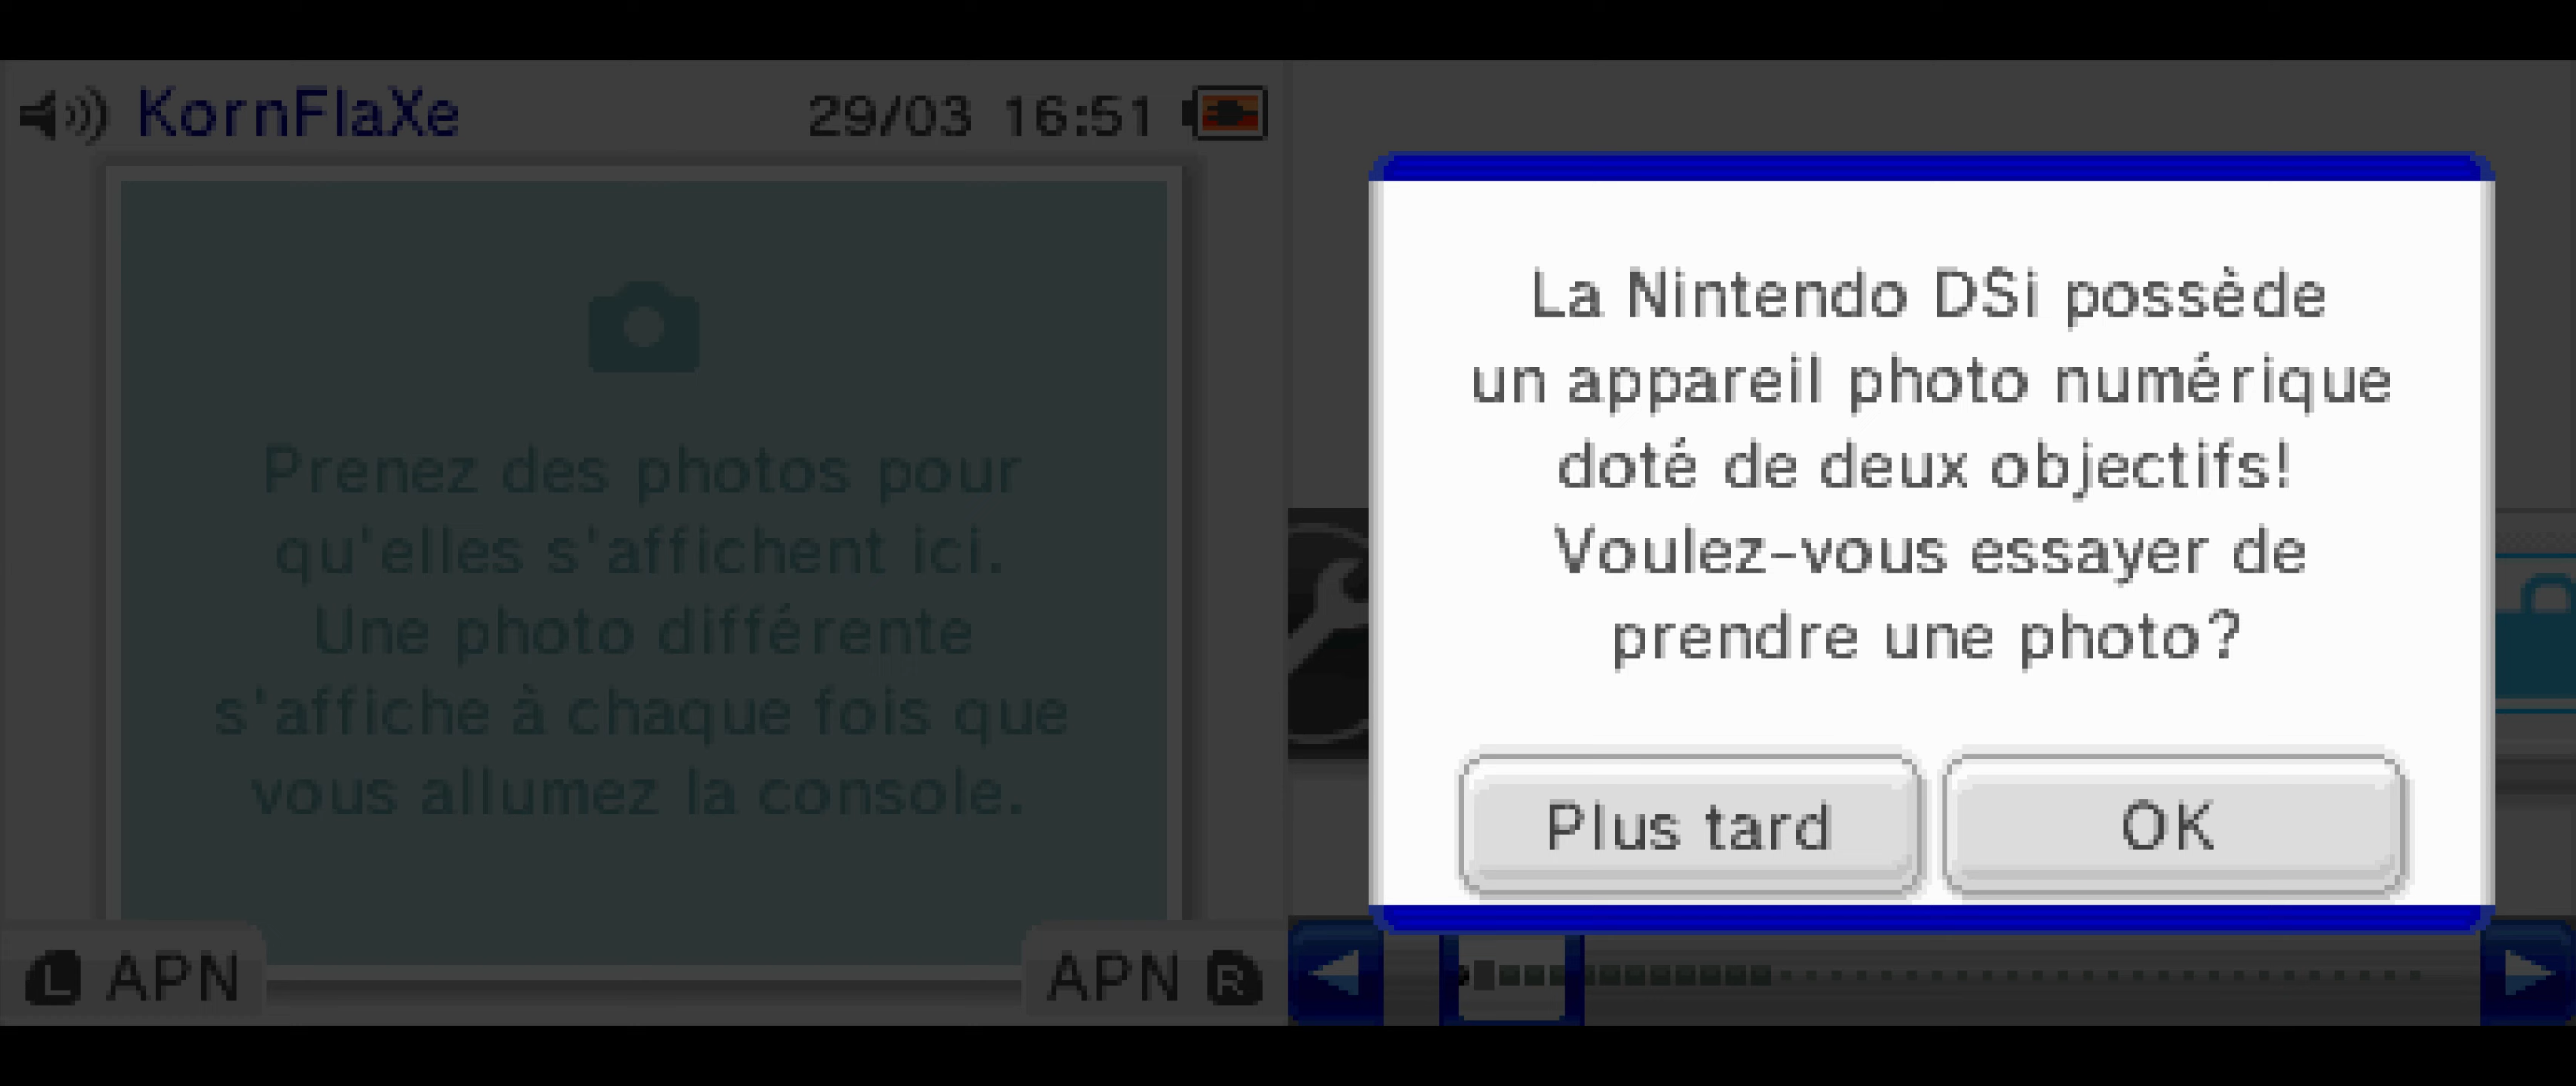 KornFlaXe 29/03 16:51
Prenez des photos pour
qu'elles s'affichent ici.
Une photo différente
s'affiche à chaque fois que
vous allumez la console.
L APN
APN R
La Nintendo DSi possède
un appareil photo numérique
doté de deux objectifs!
Voulez-vous essayer de
prendre une photo?
Plus tard
OK